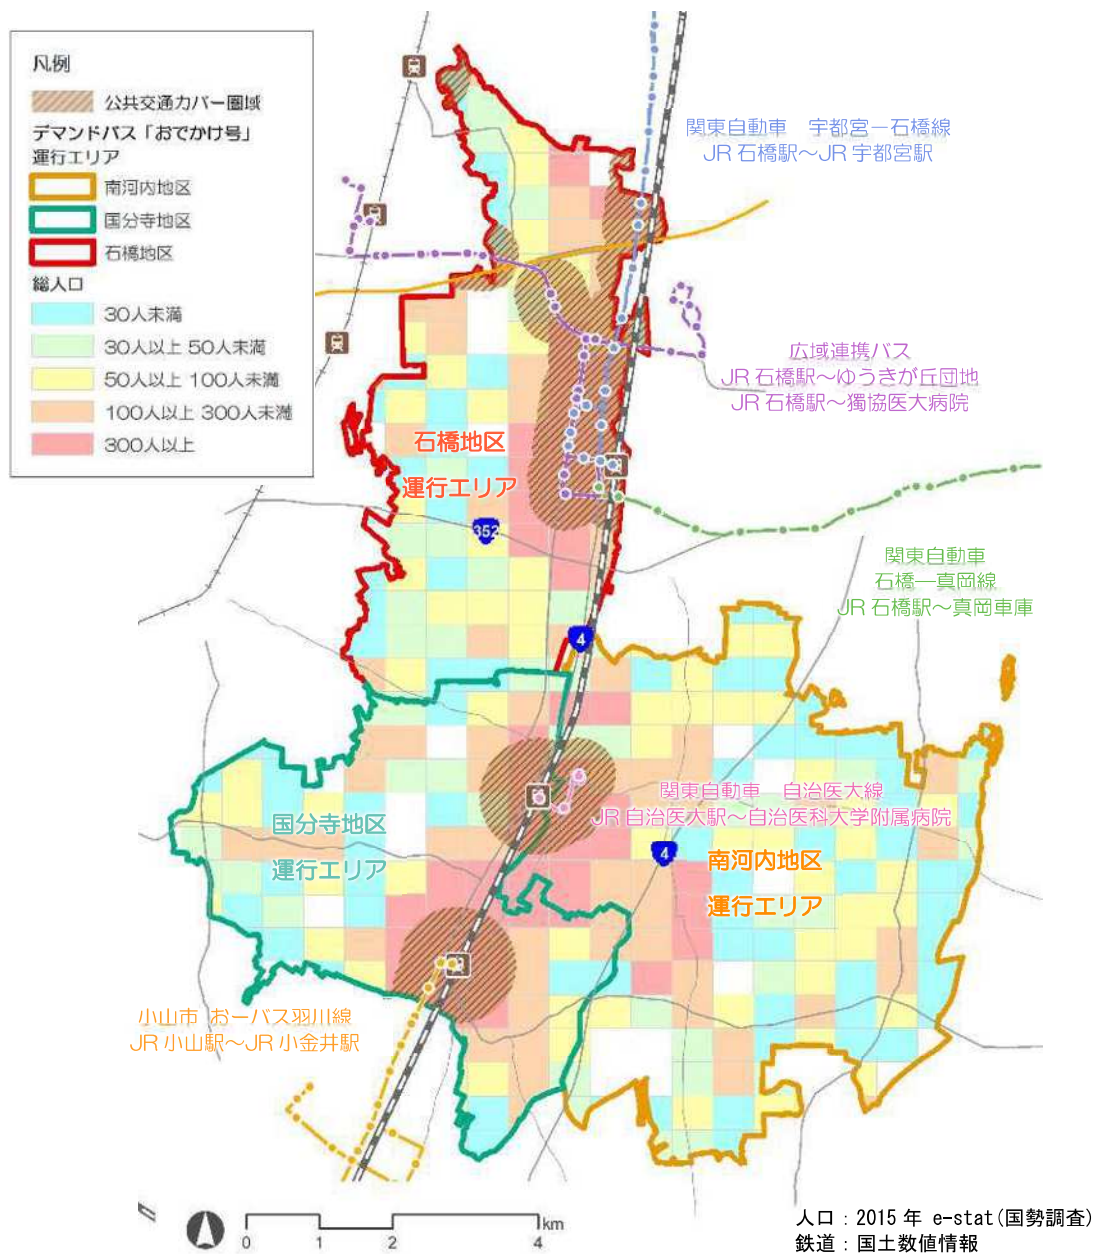 凡例
公共交通カバー圏域
デマンドバス「おでかけ号」
運行エリア
南河内地区
国分寺地区
石橋地区
総人口
30人未満
30人以上 50人未満
50人以上 100人未満
100人以上 300人未満
300人以上
関東自動車　宇都宮－石橋線
JR 石橋駅～JR 宇都宮駅
広域連携バス
JR 石橋駅～ゆうきが丘団地
JR 石橋駅～獨協医大病院
石橋地区
運行エリア
352
関東自動車
石橋―真岡線
JR 石橋駅～真岡車庫
4
関東自動車　自治医大線
JR 自治医大駅～自治医科大学附属病院
国分寺地区
運行エリア
4
南河内地区
運行エリア
小山市 おーバス羽川線
JR 小山駅～JR 小金井駅
km
0 1 2 4
人口：2015 年 e-stat(国勢調査)
鉄道：国土数値情報